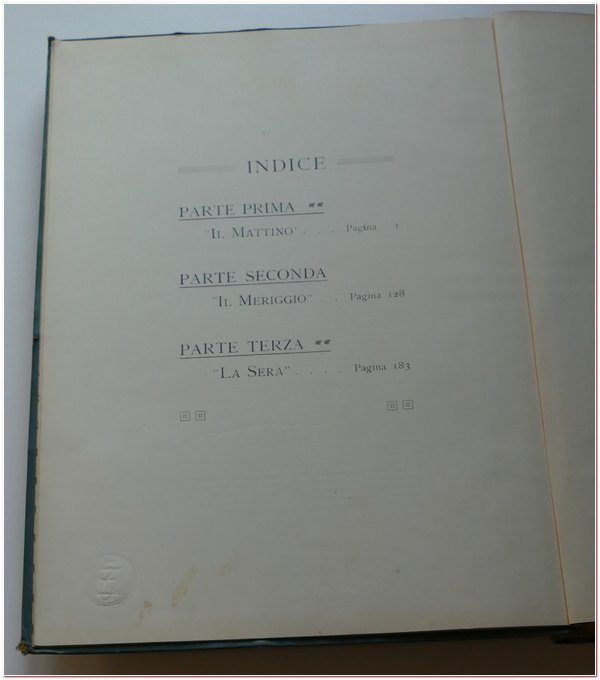 INDICE
PARTE PRIMA
"IL MATTINO" . . . . Pagina 1
PARTE SECONDA
"IL MERIGGIO" . . Pagina 128
PARTE TERZA
"LA SERA" . . . . Pagina 183